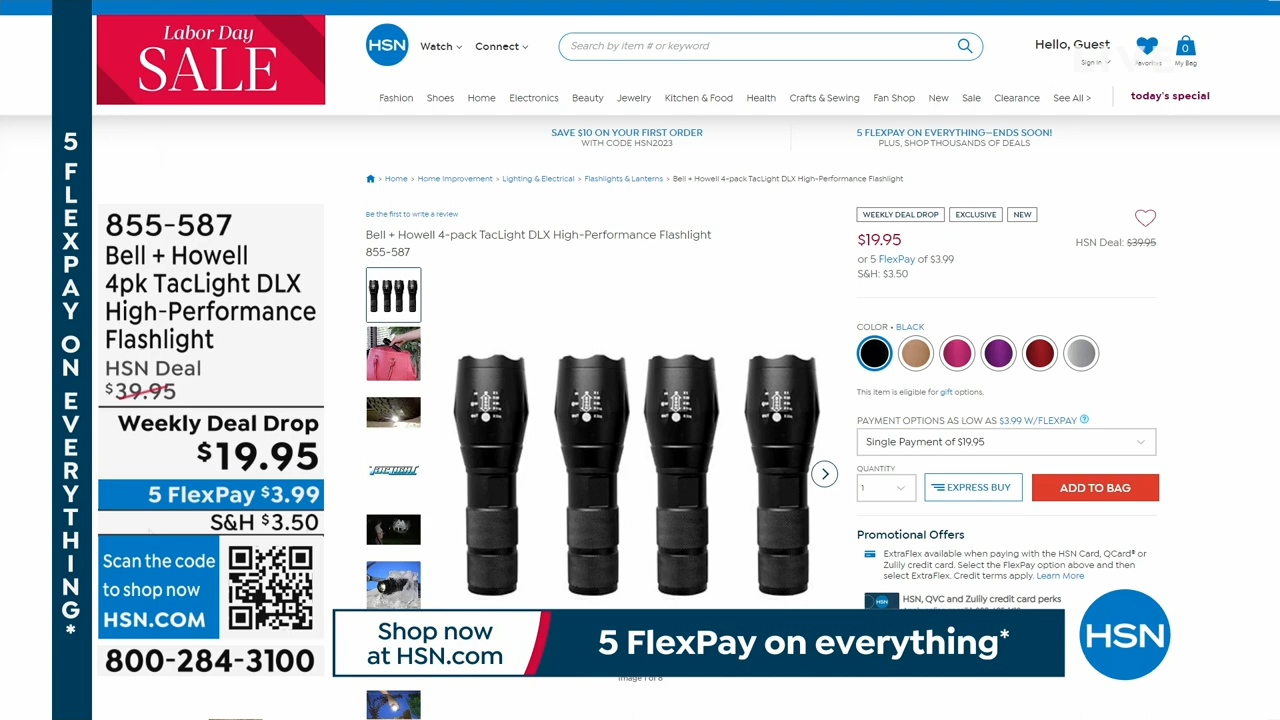 Labor Day
SALE
5 FLEXPAY ON EVERYTHING*
855-587
Bell + Howell
4pk TacLight DLX
High-Performance
Flashlight
HSN Deal
$39.95
Weekly Deal Drop
$19.95
5 FlexPay $3.99
S&H $3.50
Scan the code
to shop now
HSN.COM
800-284-3100
HSN
Watch
Connect
Search by item # or keyword
Hello, Guest
Sign In
Favorites
0
My Bag
Fashion Shoes Home Electronics Beauty Jewelry Kitchen & Food Health Crafts & Sewing Fan Shop New Sale Clearance See All > today's special
SAVE $10 ON YOUR FIRST ORDER
WITH CODE HSN2023
5 FLEXPAY ON EVERYTHING—ENDS SOON!
PLUS, SHOP THOUSANDS OF DEALS
> Home > Home Improvement > Lighting & Electrical > Flashlights & Lanterns > Bell + Howell 4-pack TacLight DLX High-Performance Flashlight
Be the first to write a review
Bell + Howell 4-pack TacLight DLX High-Performance Flashlight
855-587
WEEKLY DEAL DROP EXCLUSIVE NEW
$19.95
HSN Deal: $39.95
or 5 FlexPay of $3.99
S&H: $3.50
COLOR • BLACK
This item is eligible for gift options.
PAYMENT OPTIONS AS LOW AS $3.99 W/FLEXPAY ?
Single Payment of $19.95
QUANTITY
1
EXPRESS BUY
ADD TO BAG
Promotional Offers
ExtraFlex available when paying with the HSN Card, QCard® or
Zulily credit card. Select the FlexPay option above and then
select ExtraFlex. Credit terms apply. Learn More
HSN
HSN, QVC and Zulily credit card perks
Shop now
at HSN.com
5 FlexPay on everything*
HSN
Image 1 of 8